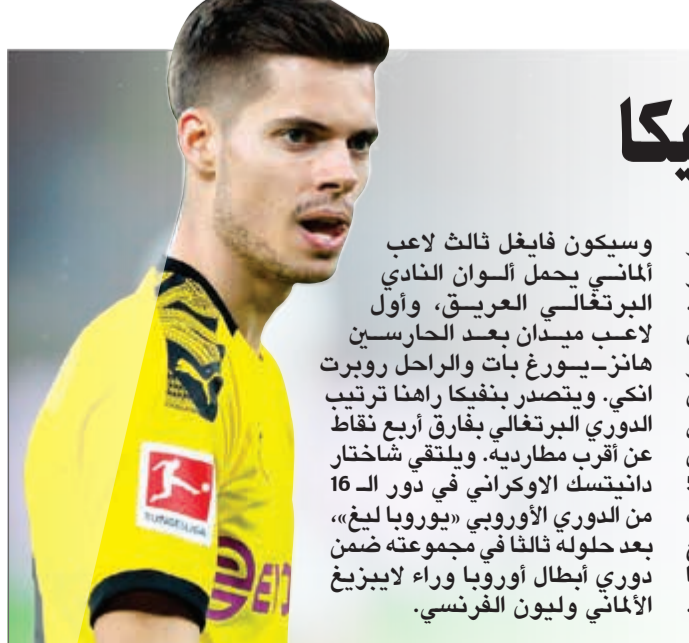 وسيكون فايغل ثالث لاعب
ألماني يحمل ألوان النادي
البرتغالي العريق، وأول
لاعب ميدان بعد الحارسين
هانز-يورغ بات والراحل روبرت
انكي. ويتصدر بنفيكا راهنا ترتيب
الدوري البرتغالي بفارق أربع نقاط
عن أقرب مطارديه. ويلتقي شاختار
دانيتسك الاوكراني في دور الـ 16
من الدوري الأوروبي «يوروبا ليغ»،
بعد حلوله ثالثا في مجموعته ضمن
دوري أبطال أوروبا وراء لايبزيغ
الألماني وليون الفرنسي.
BUNDESLIGA